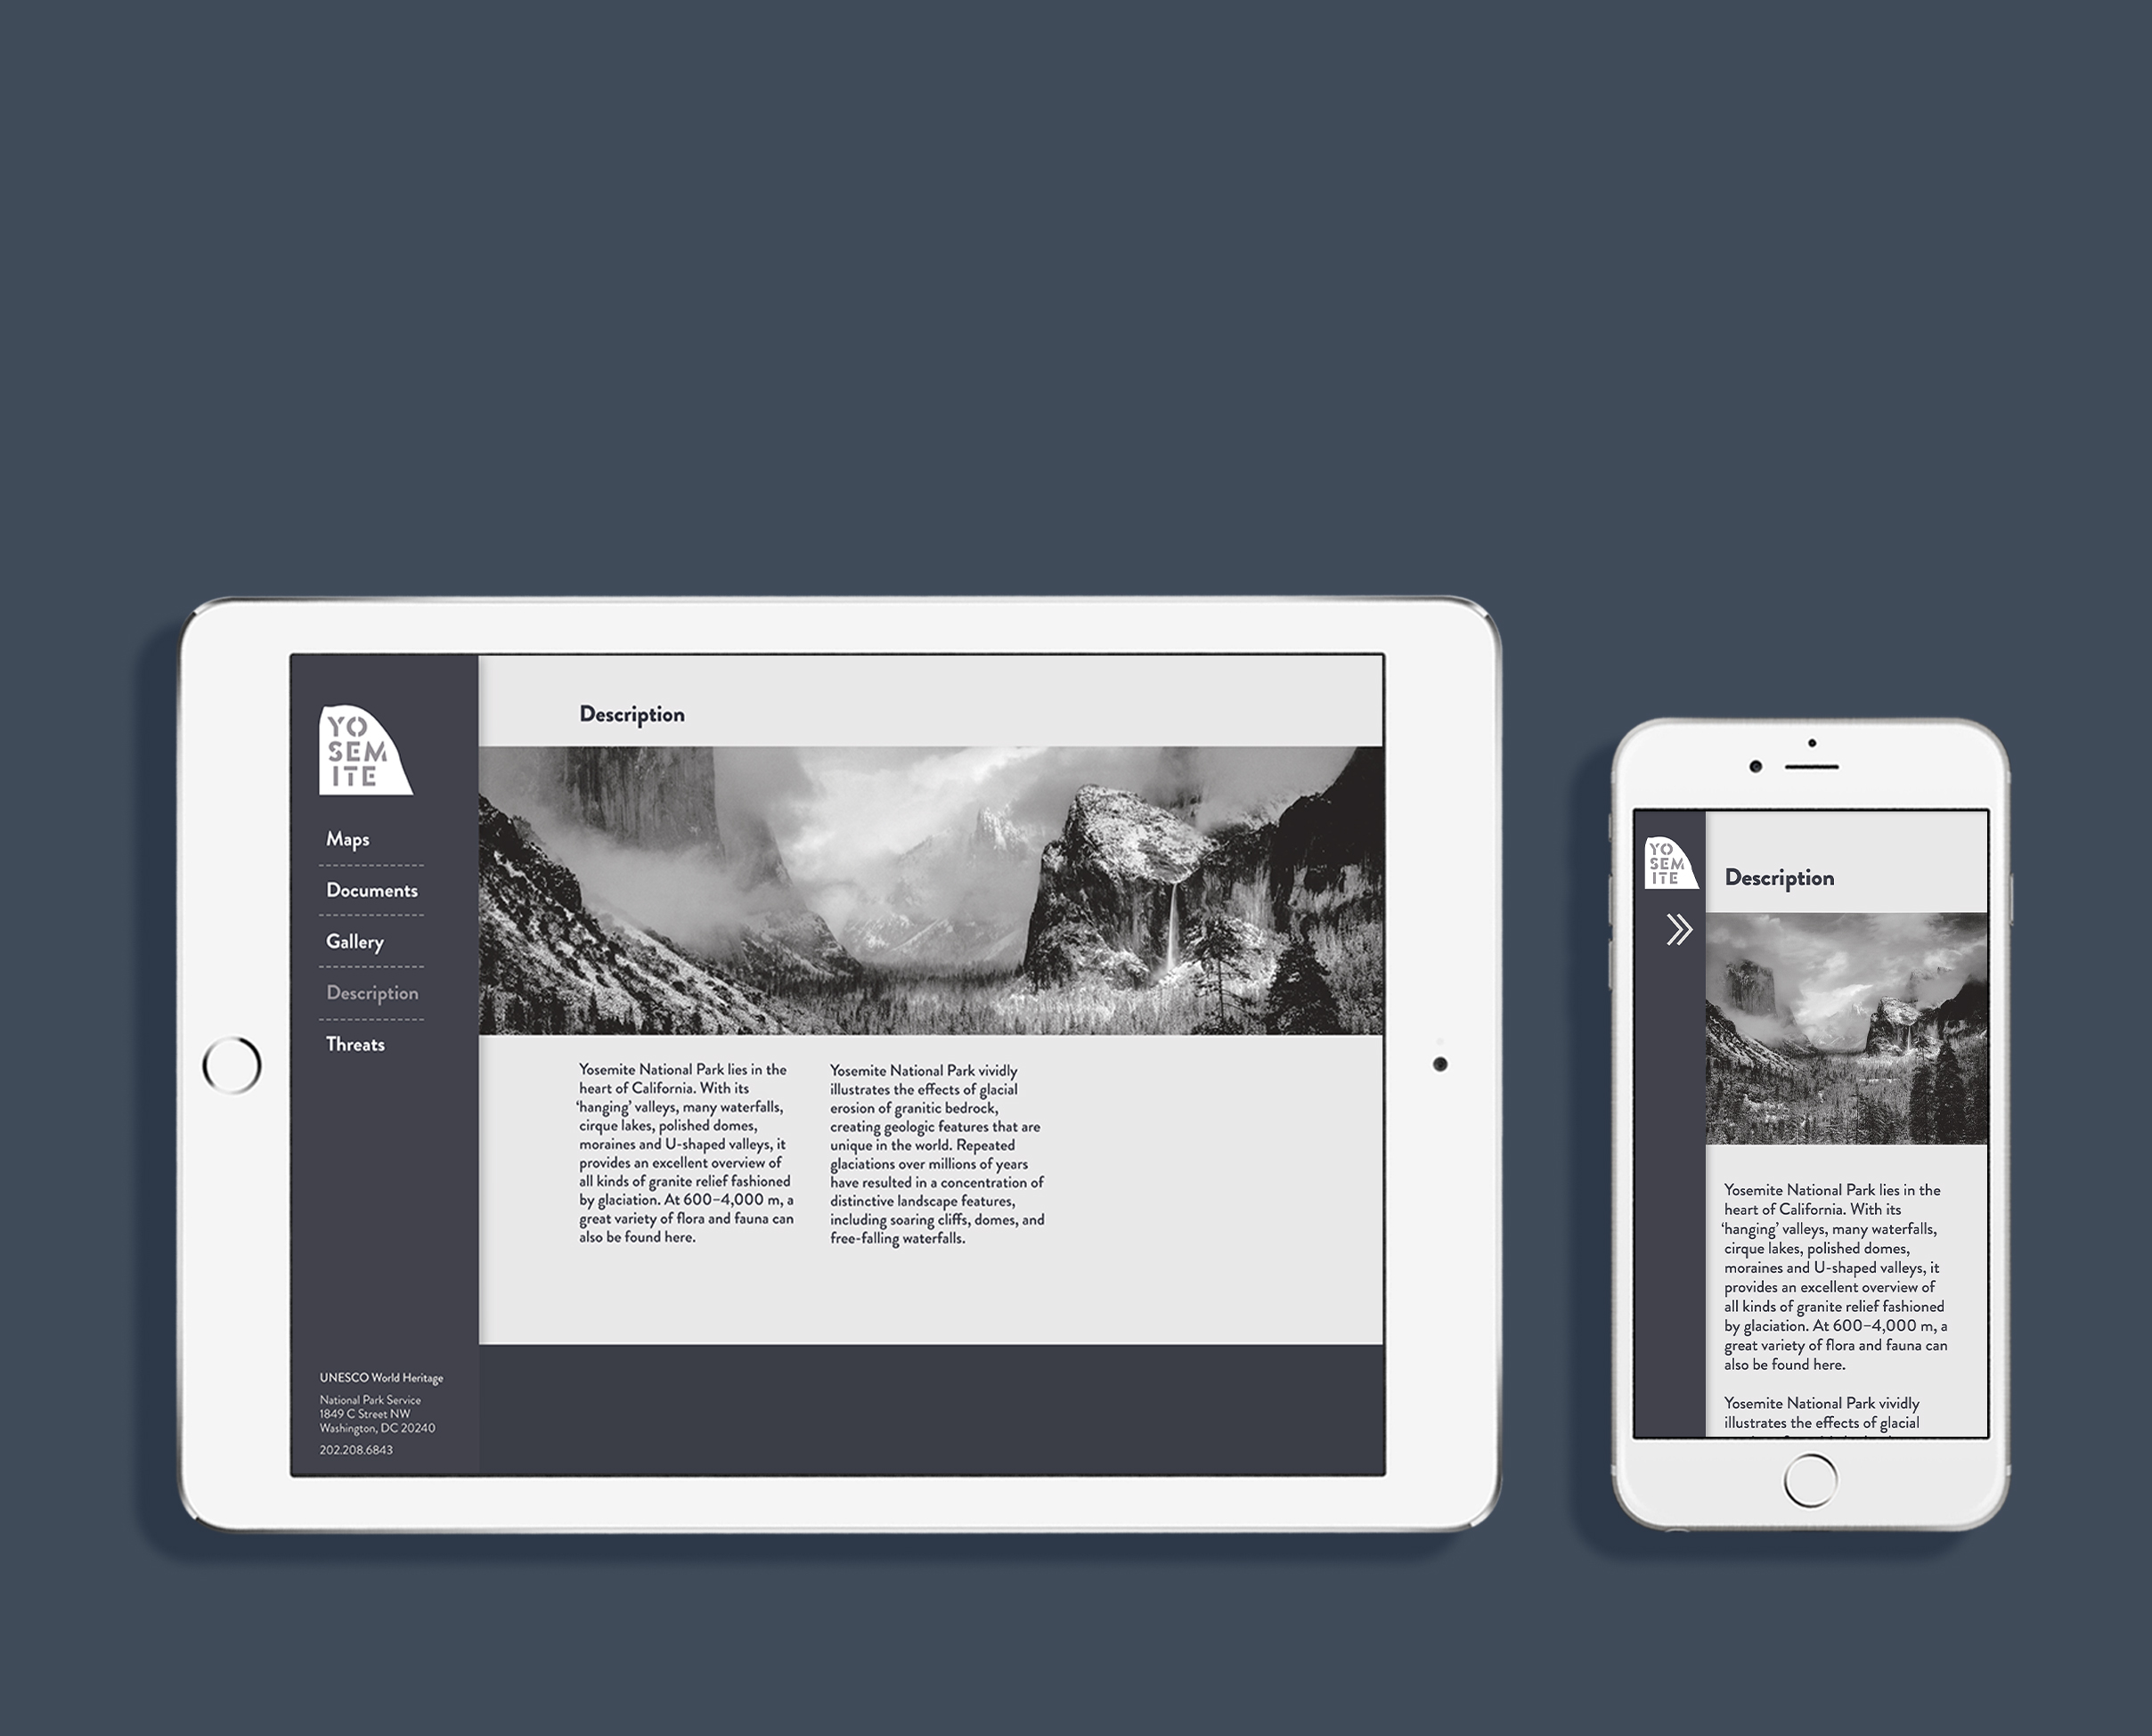 YO
SEM
ITE
Maps
Documents
Gallery
Description
Threats
UNESCO World Heritage
National Park Service
1849 C Street NW
Washington, DC 20240
202.208.6843
Description
Yosemite National Park lies in the
heart of California. With its
‘hanging’ valleys, many waterfalls,
cirque lakes, polished domes,
moraines and U-shaped valleys, it
provides an excellent overview of
all kinds of granite relief fashioned
by glaciation. At 600–4,000 m, a
great variety of flora and fauna can
also be found here.
Yosemite National Park vividly
illustrates the effects of glacial
erosion of granitic bedrock,
creating geologic features that are
unique in the world. Repeated
glaciations over millions of years
have resulted in a concentration of
distinctive landscape features,
including soaring cliffs, domes, and
free-falling waterfalls.
YO
SEM
ITE
Description
Yosemite National Park lies in the
heart of California. With its
‘hanging’ valleys, many waterfalls,
cirque lakes, polished domes,
moraines and U-shaped valleys, it
provides an excellent overview of
all kinds of granite relief fashioned
by glaciation. At 600–4,000 m, a
great variety of flora and fauna can
also be found here.
Yosemite National Park vividly
illustrates the effects of glacial